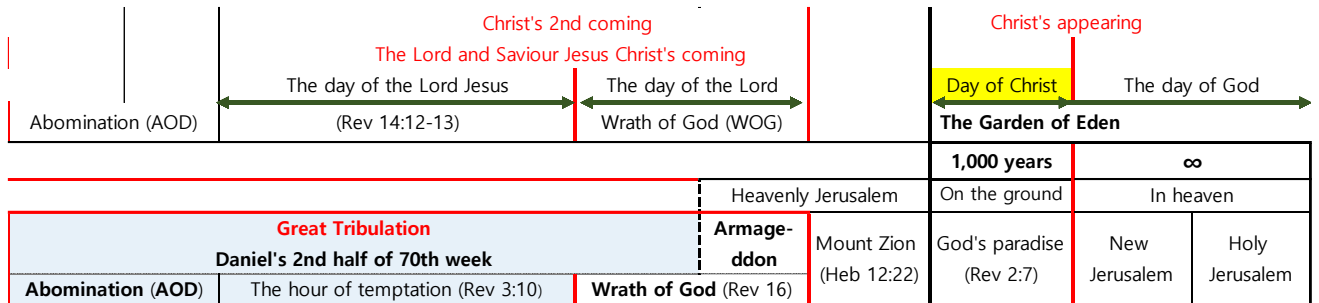 Christ's 2nd coming
Christ's appearing
The Lord and Saviour Jesus Christ's coming
The day of the Lord Jesus
The day of the Lord
Day of Christ
The day of God
Abomination (AOD)
(Rev 14:12-13)
Wrath of God (WOG)
The Garden of Eden
1,000 years
∞
Heavenly Jerusalem
On the ground
In heaven
Great Tribulation
Daniel's 2nd half of 70th week
Armage-
ddon
Mount Zion
(Heb 12:22)
God's paradise
(Rev 2:7)
New
Jerusalem
Holy
Jerusalem
Abomination (AOD)
The hour of temptation (Rev 3:10)
Wrath of God (Rev 16)